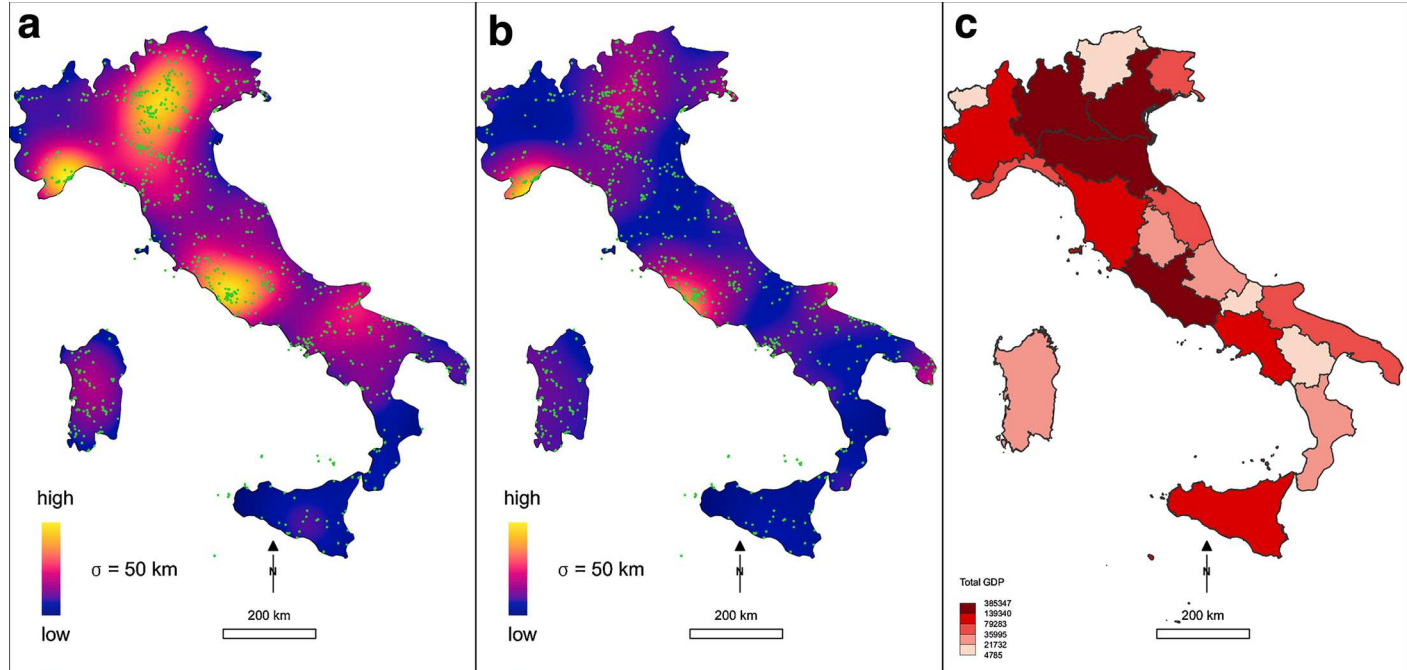 a
high
low
σ = 50 km
N
200 km
b
high
low
σ = 50 km
N
200 km
c
Total GDP
385347
139340
79283
35995
21732
4785
N
200 km